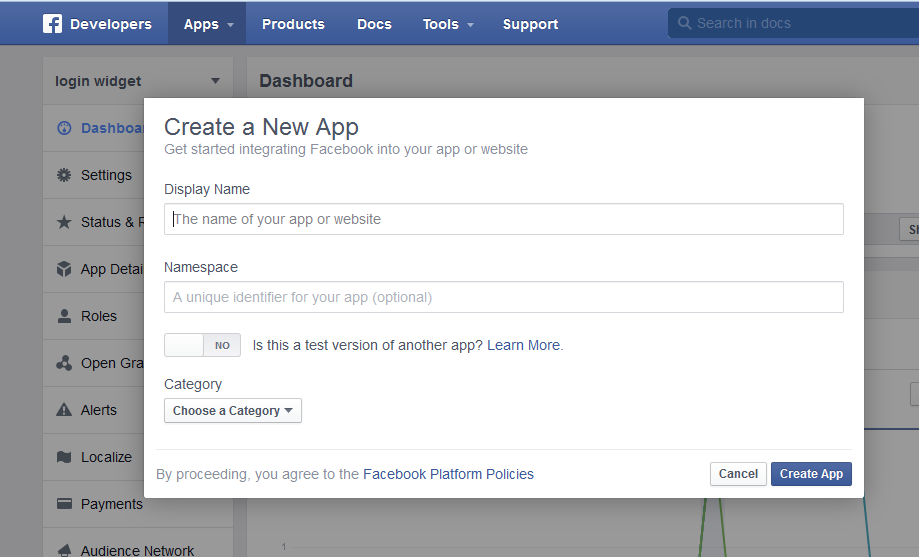 Developers Apps Products Docs Tools Support Search in docs
login widget
Dashboard
Create a New App
Get started integrating Facebook into your app or website
Display Name
The name of your app or website
Namespace
A unique identifier for your app (optional)
NO Is this a test version of another app? Learn More.
Category
Choose a Category
By proceeding, you agree to the Facebook Platform Policies
Cancel Create App
Dashboa
Settings
Status & R
App Detai
Roles
Open Gra
Alerts
Localize
Payments
Audience Network
1